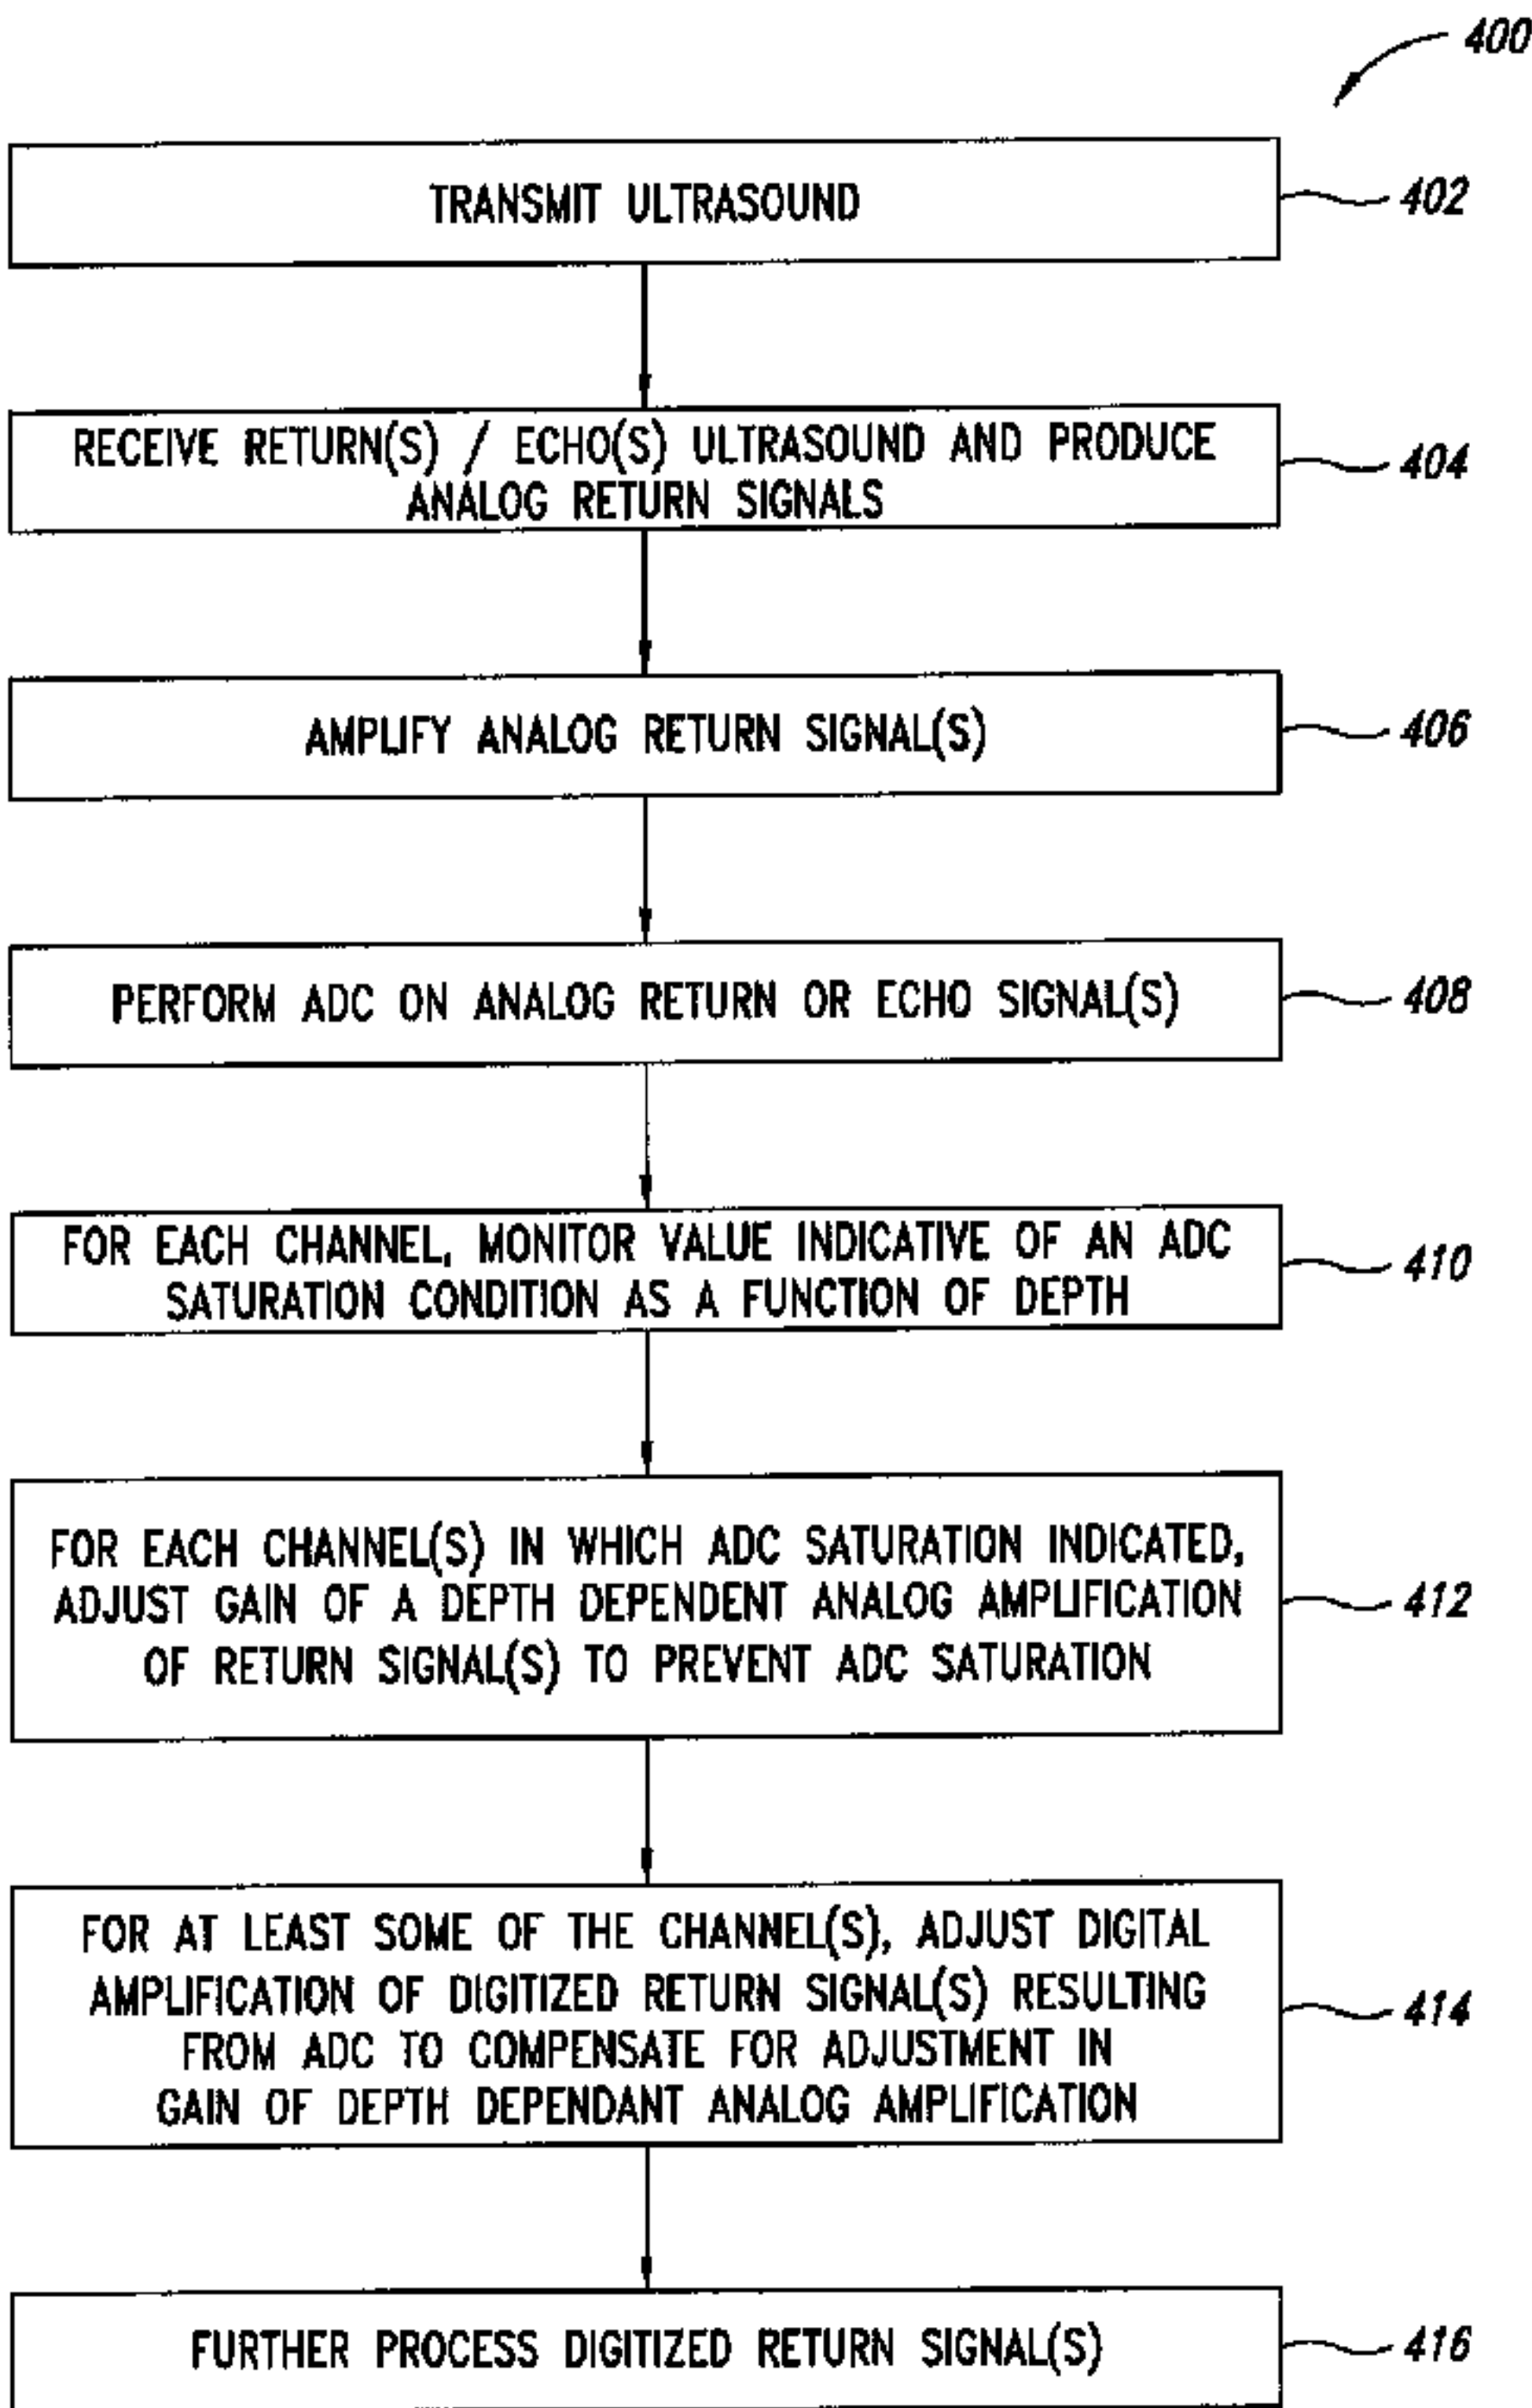 400
TRANSMIT ULTRASOUND
402
RECEIVE RETURN(S) / ECHO(S) ULTRASOUND AND PRODUCE
ANALOG RETURN SIGNALS
404
AMPLIFY ANALOG RETURN SIGNAL(S)
406
PERFORM ADC ON ANALOG RETURN OR ECHO SIGNAL(S)
408
FOR EACH CHANNEL, MONITOR VALUE INDICATIVE OF AN ADC
SATURATION CONDITION AS A FUNCTION OF DEPTH
410
FOR EACH CHANNEL(S) IN WHICH ADC SATURATION INDICATED,
ADJUST GAIN OF A DEPTH DEPENDENT ANALOG AMPLIFICATION
OF RETURN SIGNAL(S) TO PREVENT ADC SATURATION
412
FOR AT LEAST SOME OF THE CHANNEL(S), ADJUST DIGITAL
AMPLIFICATION OF DIGITIZED RETURN SIGNAL(S) RESULTING
FROM ADC TO COMPENSATE FOR ADJUSTMENT IN
GAIN OF DEPTH DEPENDANT ANALOG AMPLIFICATION
414
FURTHER PROCESS DIGITIZED RETURN SIGNAL(S)
416